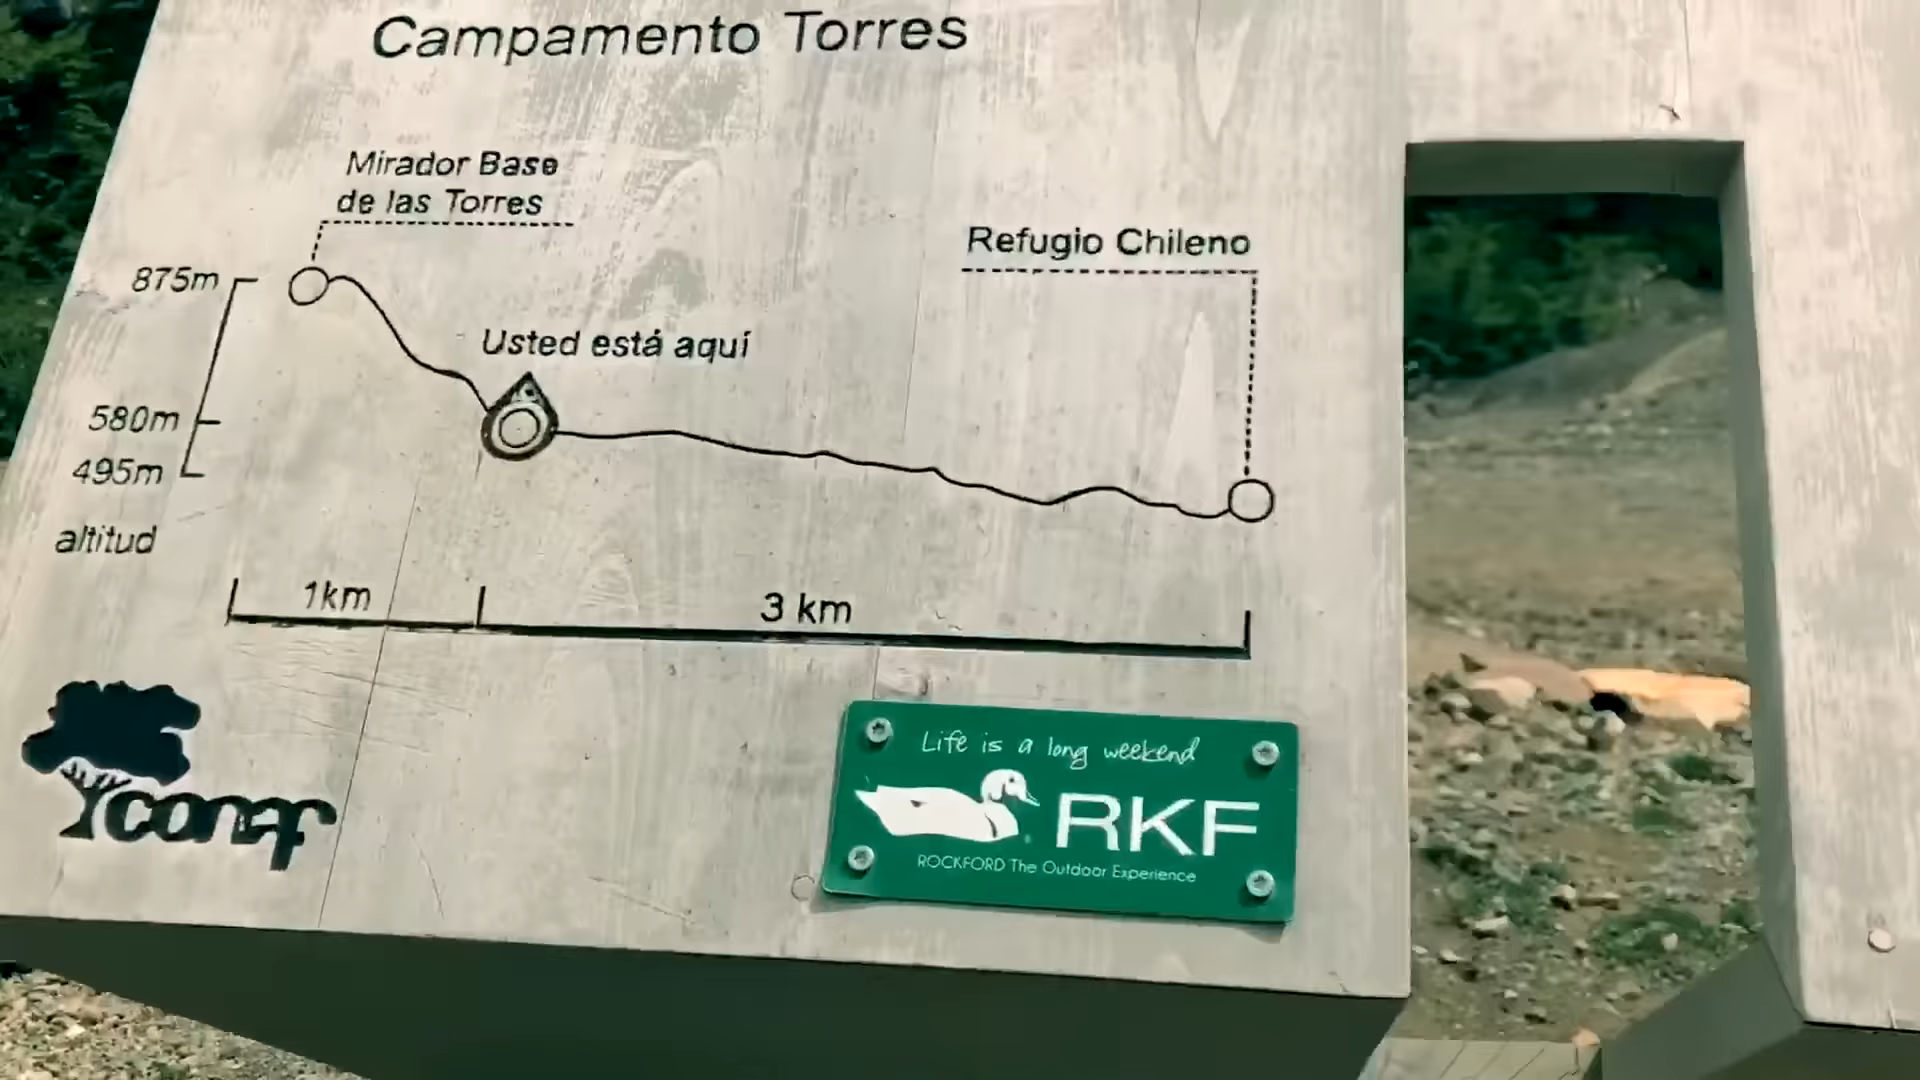 Campamento Torres
Mirador Base
de las Torres
Refugio Chileno
875m
Usted está aquí
580m
495m
altitud
1km
3 km
conaf
Life is a long weekend
RKF
ROCKFORD The Outdoor Experience